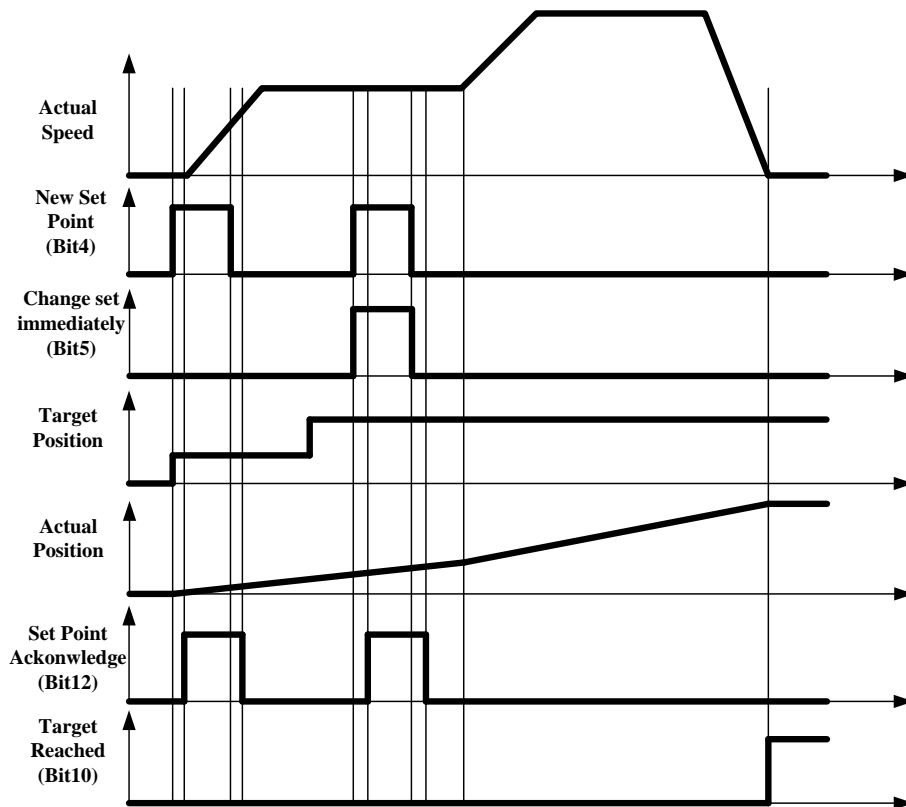 Actual
Speed
New Set
Point
(Bit4)
Change set
immediately
(Bit5)
Target
Position
Actual
Position
Set Point
Ackonwledge
(Bit12)
Target
Reached
(Bit10)